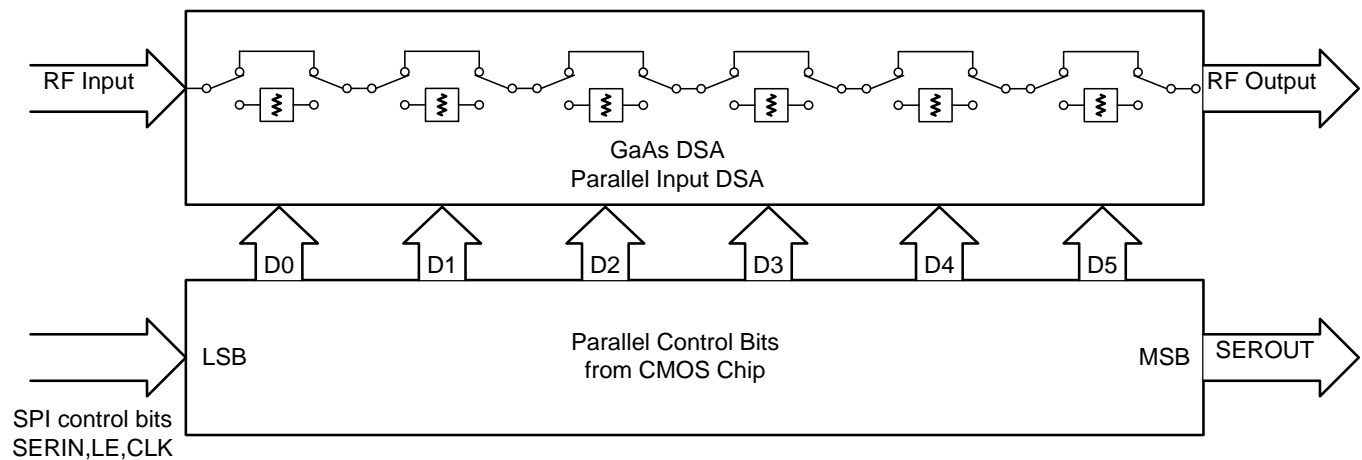 RF Input
RF Output
GaAs DSA
Parallel Input DSA
D0
D1
D2
D3
D4
D5
LSB
Parallel Control Bits
from CMOS Chip
MSB
SEROUT
SPI control bits
SERIN,LE,CLK